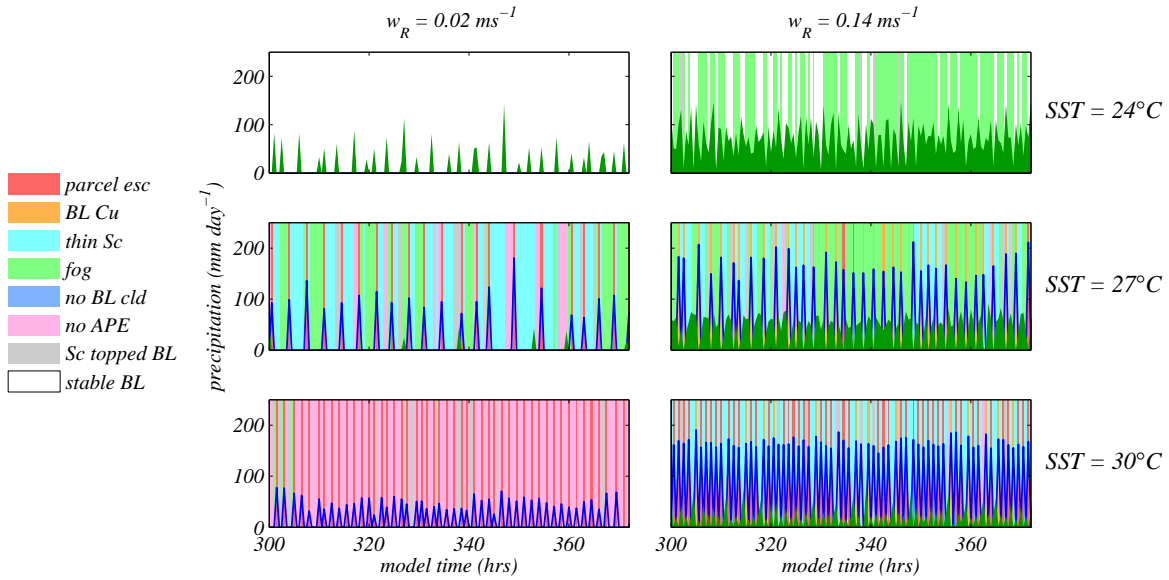 w_R = 0.02 ms⁻¹
w_R = 0.14 ms⁻¹
200
100
0
SST = 24°C
parcel esc
BL Cu
thin Sc
fog
no BL cld
no APE
Sc topped BL
stable BL
precipitation (mm day⁻¹)
200
100
0
SST = 27°C
200
100
0
SST = 30°C
300
320
340
360
300
320
340
360
model time (hrs)
model time (hrs)